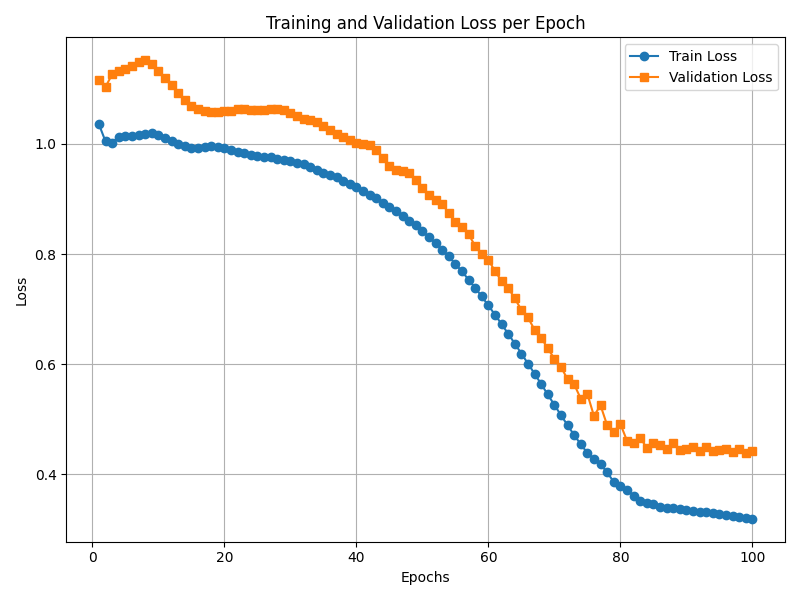 Training and Validation Loss per Epoch
Train Loss
Validation Loss
Loss
1.0
0.8
0.6
0.4
0 20 40 60 80 100
Epochs